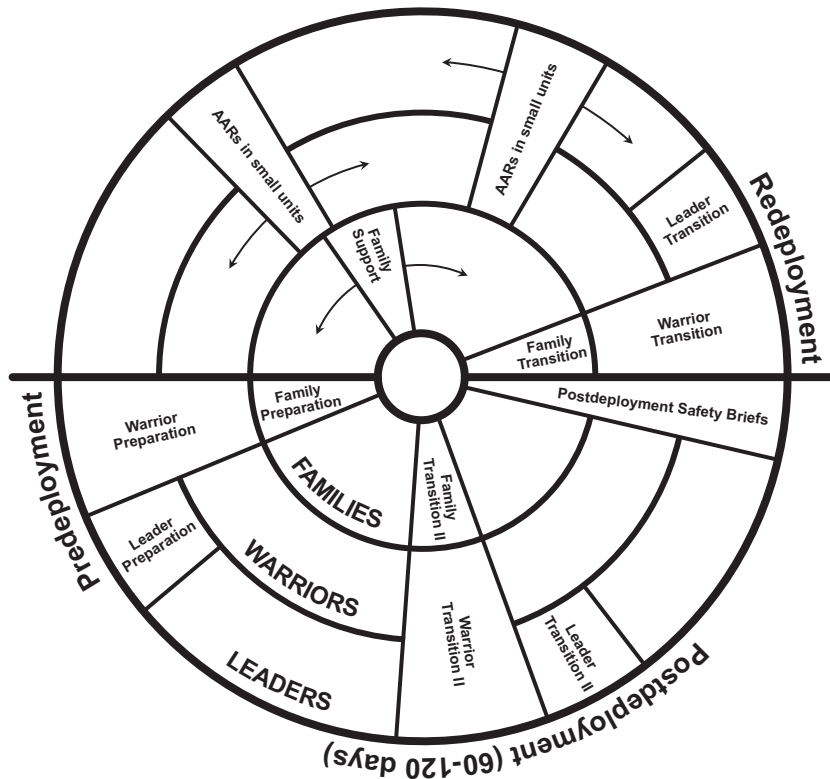 AARs in small units
AARs in small units
Redeployment
Leader
Transition
Family
Support
Warrior
Transition
Family
Transition
Postdeployment Safety Briefs
Predeployment
Warrior
Preparation
Family
Preparation
Leader
Preparation
FAMILIES
WARRIORS
LEADERS
Family
Transition II
Warrior
Transition II
Leader
Transition II
Postdeployment (60-120 days)